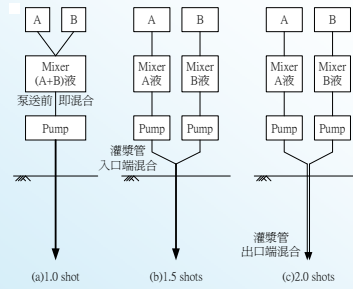 A
B
Mixer
(A+B)液
泵送前 即混合
Pump
(a)1.0 shot
A
B
Mixer
A液
Mixer
B液
Pump
Pump
灌漿管
入口端混合
(b)1.5 shots
A
B
Mixer
A液
Mixer
B液
Pump
Pump
灌漿管
出口端混合
(c)2.0 shots